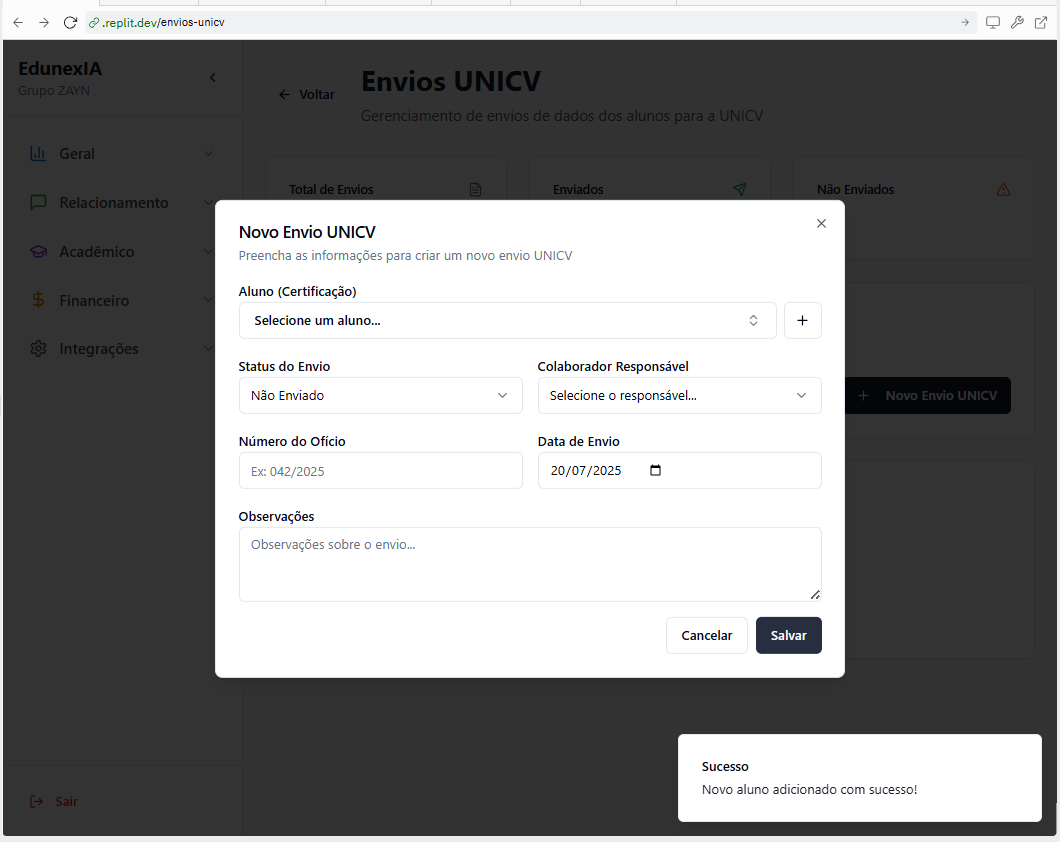 .replit.dev/envios-unicv
EdunexIA
Grupo ZAYN
Voltar
Envios UNICV
Gerenciamento de envios de dados dos alunos para a UNICV
Geral
Relacionamento
Acadêmico
Financeiro
Integrações
Sair
Total de Envios
Enviados
Não Enviados
Novo Envio UNICV
Novo Envio UNICV
Preencha as informações para criar um novo envio UNICV
Aluno (Certificação)
Selecione um aluno...
Status do Envio
Colaborador Responsável
Não Enviado
Selecione o responsável...
Número do Ofício
Data de Envio
Ex: 042/2025
20/07/2025
Observações
Observações sobre o envio...
Cancelar
Salvar
Sucesso
Novo aluno adicionado com sucesso!